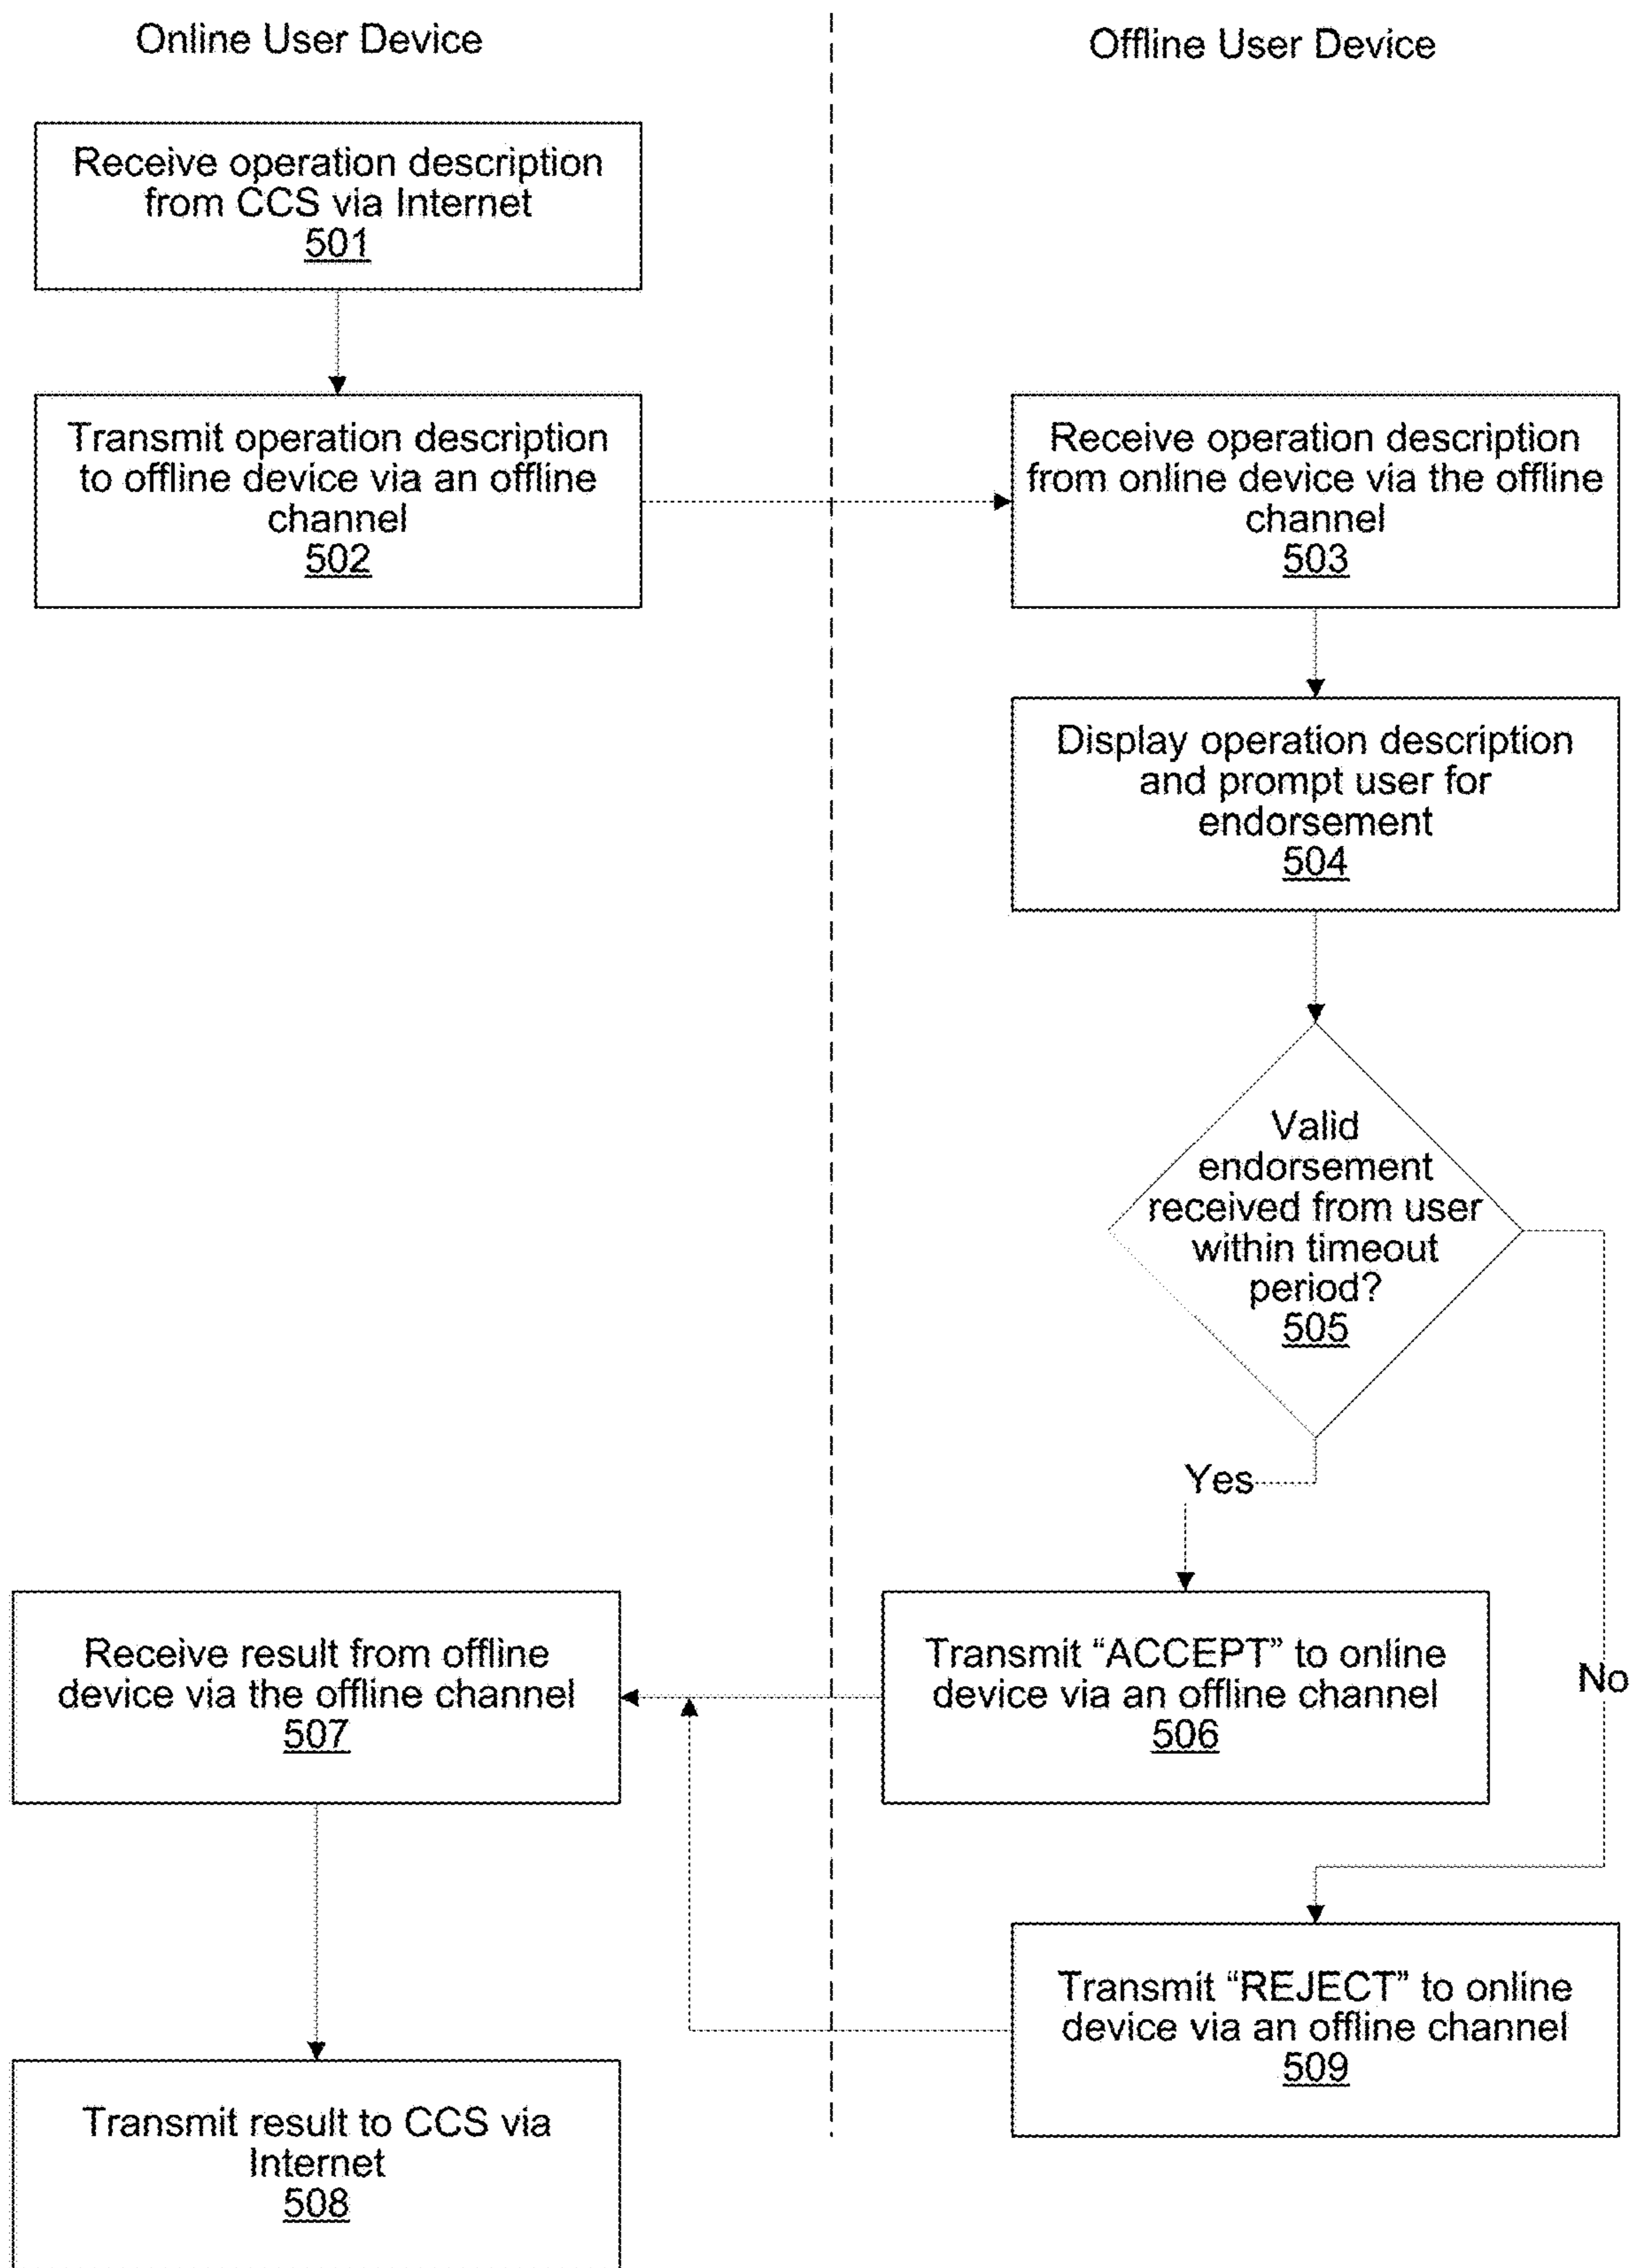 Online User Device
Offline User Device
Receive operation description
from CCS via Internet
501
Transmit operation description
to offline device via an offline
channel
502
Receive operation description
from online device via the offline
channel
503
Display operation description
and prompt user for
endorsement
504
Valid
endorsement
received from user
within timeout
period?
505
Yes
No
Receive result from offline
device via the offline channel
507
Transmit “ACCEPT” to online
device via an offline channel
506
Transmit “REJECT” to online
device via an offline channel
509
Transmit result to CCS via
Internet
508